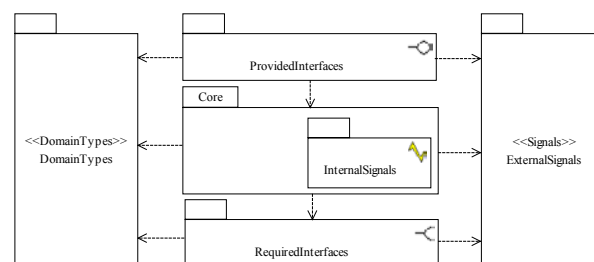 ProvidedInterfaces
Core
<<DomainTypes>>
DomainTypes
InternalSignals
<<Signals>>
ExternalSignals
RequiredInterfaces